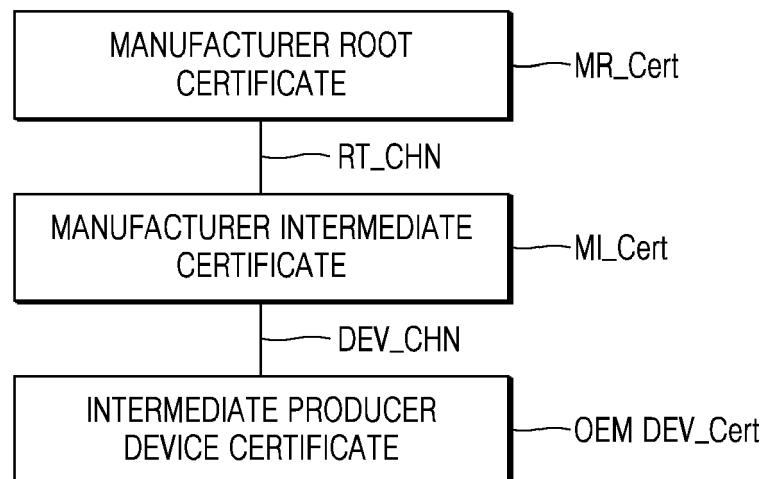 MANUFACTURER ROOT
CERTIFICATE
MR_Cert
RT_CHN
MANUFACTURER INTERMEDIATE
CERTIFICATE
MI_Cert
DEV_CHN
INTERMEDIATE PRODUCER
DEVICE CERTIFICATE
OEM DEV_Cert